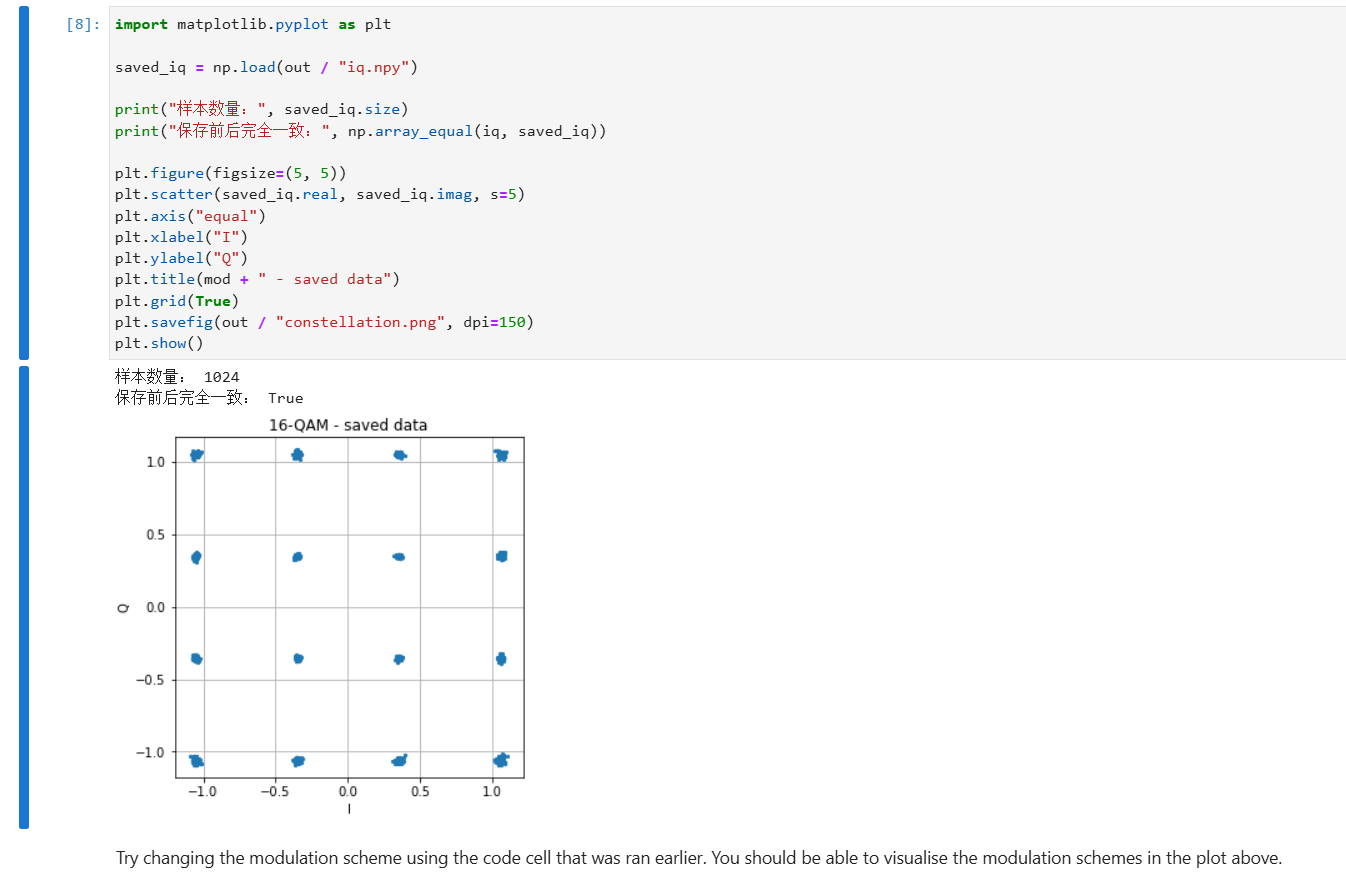 [8]: import matplotlib.pyplot as plt
saved_iq = np.load(out / "iq.npy")
print("样本数量：", saved_iq.size)
print("保存前后完全一致：", np.array_equal(iq, saved_iq))
plt.figure(figsize=(5, 5))
plt.scatter(saved_iq.real, saved_iq.imag, s=5)
plt.axis("equal")
plt.xlabel("I")
plt.ylabel("Q")
plt.title(mod + " - saved data")
plt.grid(True)
plt.savefig(out / "constellation.png", dpi=150)
plt.show()
样本数量： 1024
保存前后完全一致： True
16-QAM - saved data
1.0
0.5
Q
0.0
−0.5
−1.0
−1.0 −0.5 0.0 0.5 1.0
I
Try changing the modulation scheme using the code cell that was ran earlier. You should be able to visualise the modulation schemes in the plot above.